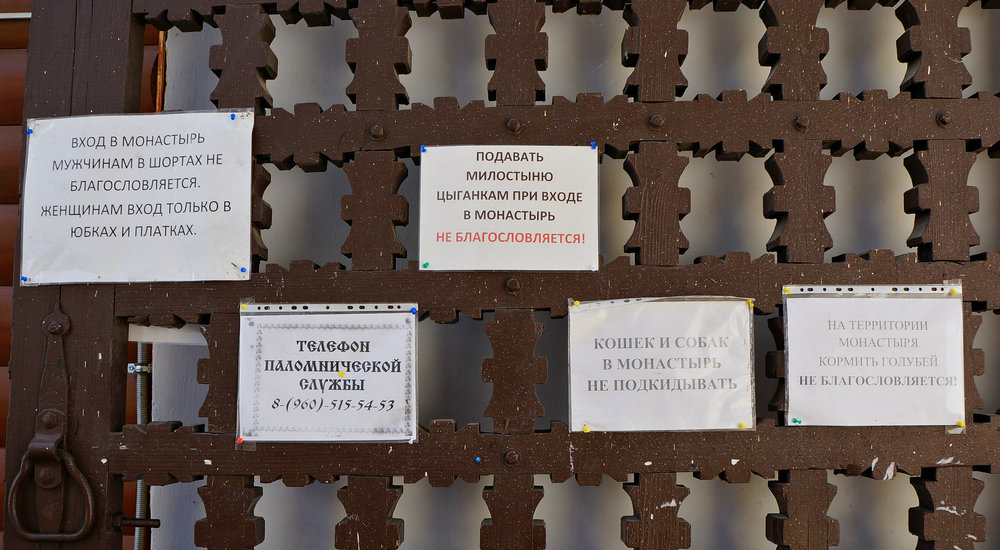 ВХОД В МОНАСТЫРЬ
МУЖЧИНАМ В ШОРТАХ НЕ
БЛАГОСЛОВЛЯЕТСЯ.
ЖЕНЩИНАМ ВХОД ТОЛЬКО В
ЮБКАХ И ПЛАТКАХ.
ПОДАВАТЬ
МИЛОСТЫНЮ
ЦЫГАНКАМ ПРИ ВХОДЕ
В МОНАСТЫРЬ
НЕ БЛАГОСЛОВЛЯЕТСЯ!
ТЕЛЕФОН
ПАЛОМНИЧЕСКОЙ
СЛУЖБЫ
8-(960)-515-54-53
КОШЕК И СОБАК
В МОНАСТЫРЬ
НЕ ПОДКИДЫВАТЬ
НА ТЕРРИТОРИИ
МОНАСТЫРЯ
КОРМИТЬ ГОЛУБЕЙ
НЕ БЛАГОСЛОВЛЯЕТСЯ!